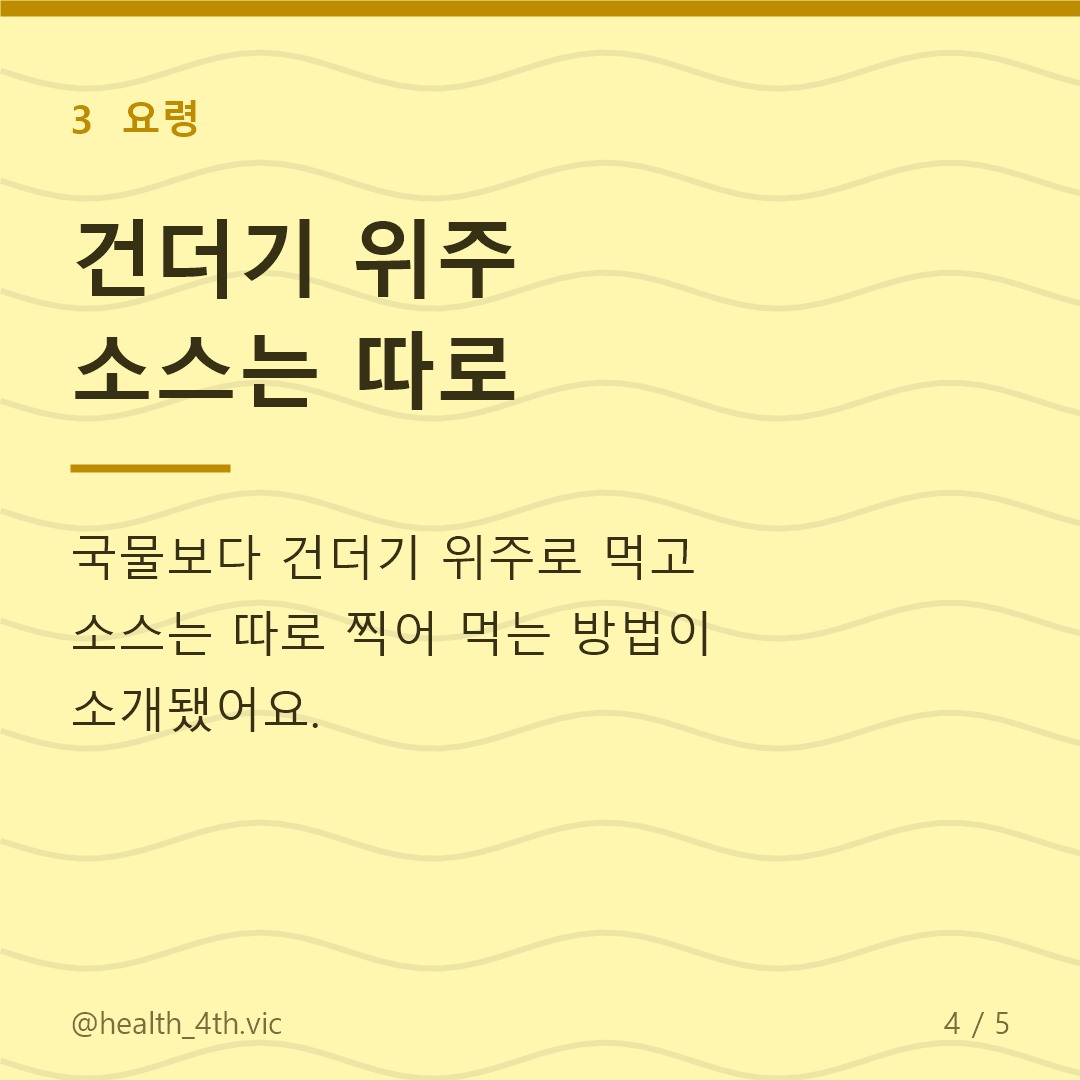 3 요령
건더기 위주
소스는 따로
국물보다 건더기 위주로 먹고
소스는 따로 찍어 먹는 방법이
소개됐어요.
@health_4th.vic
4 / 5